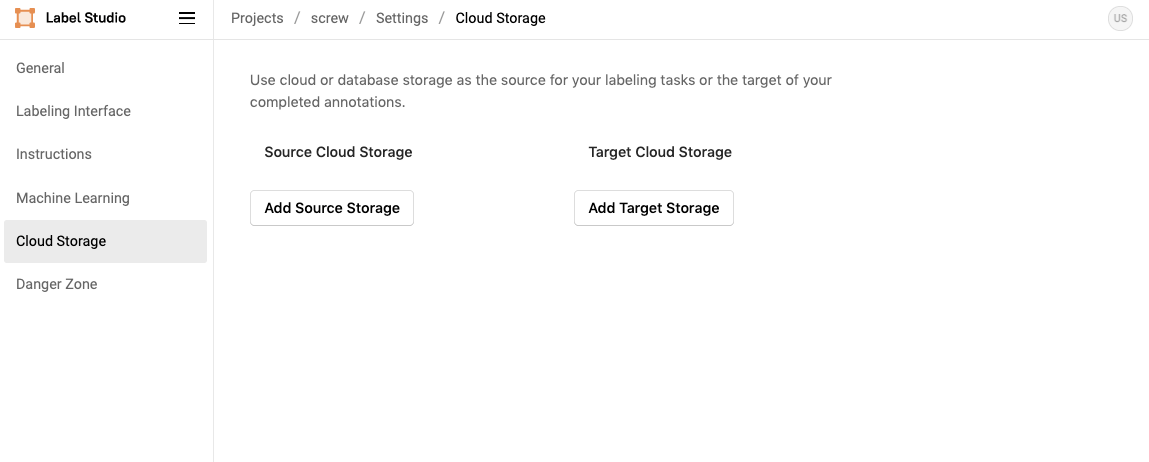 Label Studio
Projects / screw / Settings / Cloud Storage
US
General
Labeling Interface
Instructions
Machine Learning
Cloud Storage
Danger Zone
Use cloud or database storage as the source for your labeling tasks or the target of your
completed annotations.
Source Cloud Storage
Target Cloud Storage
Add Source Storage
Add Target Storage